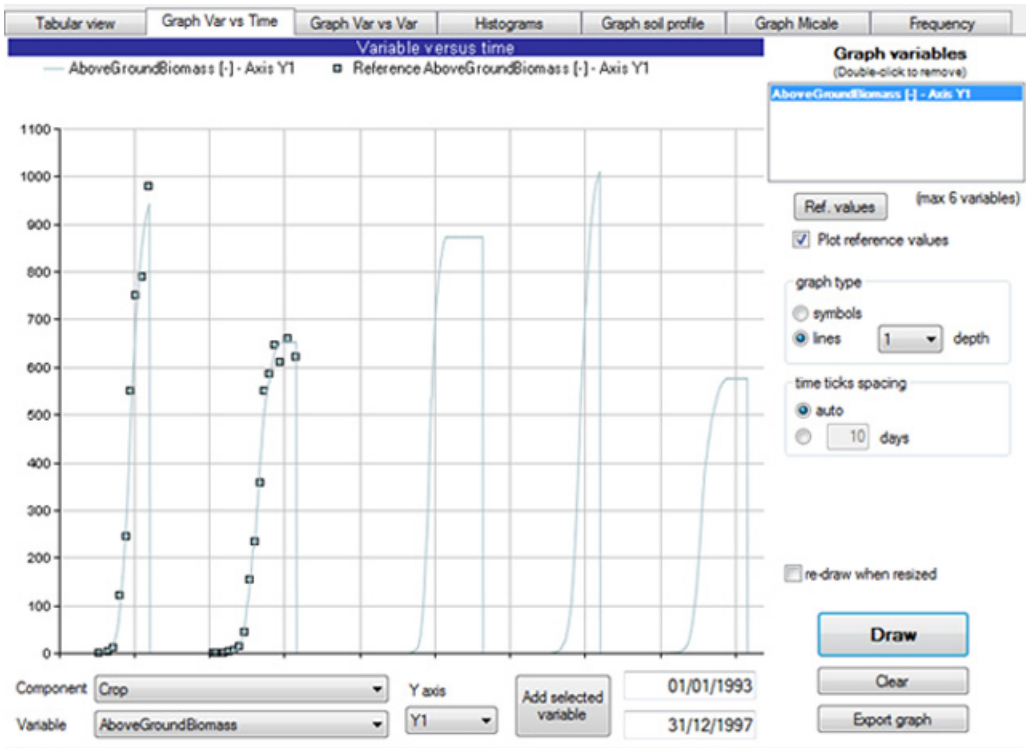 Tabular view Graph Var vs Time Graph Var vs Var Histograms Graph soil profile Graph Micale Frequency
Variable versus time
AboveGroundBiomass [-] - Axis Y1 Reference AboveGroundBiomass [-] - Axis Y1
Graph variables
(Double-click to remove)
AboveGroundBiomass [-] - Axis Y1
Ref. values (max 6 variables)
Plot reference values
graph type
symbols
lines 1 depth
time ticks spacing
auto
10 days
re-draw when resized
Draw
Clear
Export graph
1100
1000
900
800
700
600
500
400
300
200
100
0
Component Crop Y axis Add selected variable 01/01/1993
Variable AboveGroundBiomass Y1 31/12/1997